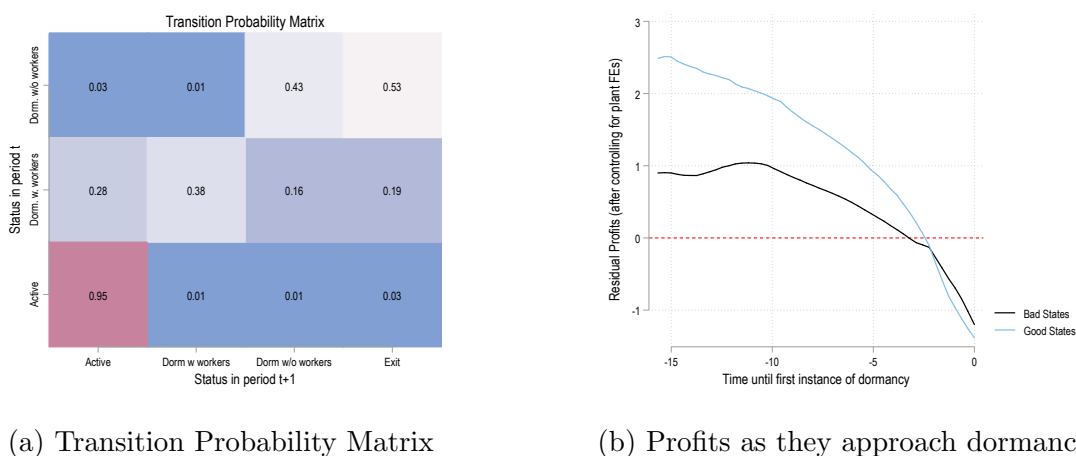 Transition Probability Matrix
Status in period t
Dorm. w/o workers
0.03 0.01 0.43 0.53
Dorm. w. workers
0.28 0.38 0.16 0.19
Active
0.95 0.01 0.01 0.03
Active Dorm w workers Dorm w/o workers Exit
Status in period t+1
(a) Transition Probability Matrix
Residual Profits (after controlling for plant FEs)
3
2
1
0
-1
-15 -10 -5 0
Time until first instance of dormancy
Bad States
Good States
(b) Profits as they approach dormanc